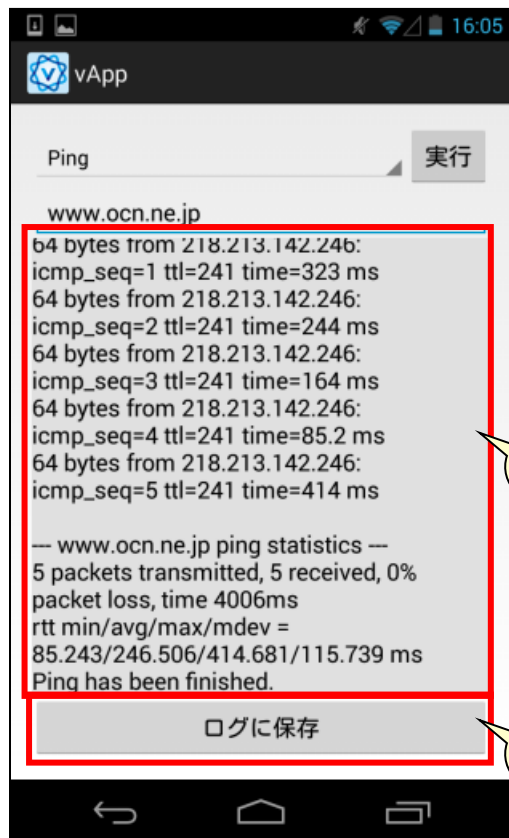 16:05
vApp
Ping
実行
www.ocn.ne.jp
64 bytes from 218.213.142.246:
icmp_seq=1 ttl=241 time=323 ms
64 bytes from 218.213.142.246:
icmp_seq=2 ttl=241 time=244 ms
64 bytes from 218.213.142.246:
icmp_seq=3 ttl=241 time=164 ms
64 bytes from 218.213.142.246:
icmp_seq=4 ttl=241 time=85.2 ms
64 bytes from 218.213.142.246:
icmp_seq=5 ttl=241 time=414 ms
--- www.ocn.ne.jp ping statistics ---
5 packets transmitted, 5 received, 0%
packet loss, time 4006ms
rtt min/avg/max/mdev =
85.243/246.506/414.681/115.739 ms
Ping has been finished.
ログに保存